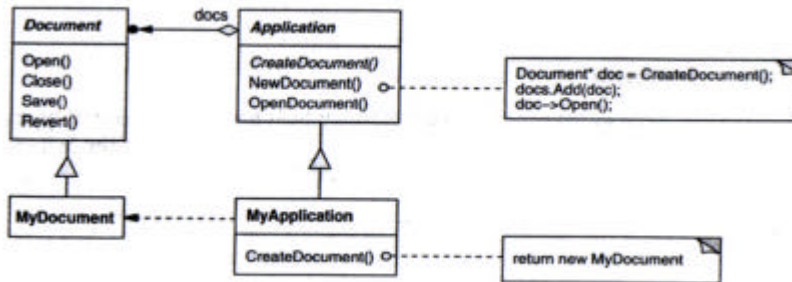 docs
Document
Open()
Close()
Save()
Revert()
Application
CreateDocument()
NewDocument()
OpenDocument()
Document* doc = CreateDocument();
docs.Add(doc);
doc->Open();
MyDocument
MyApplication
CreateDocument()
return new MyDocument